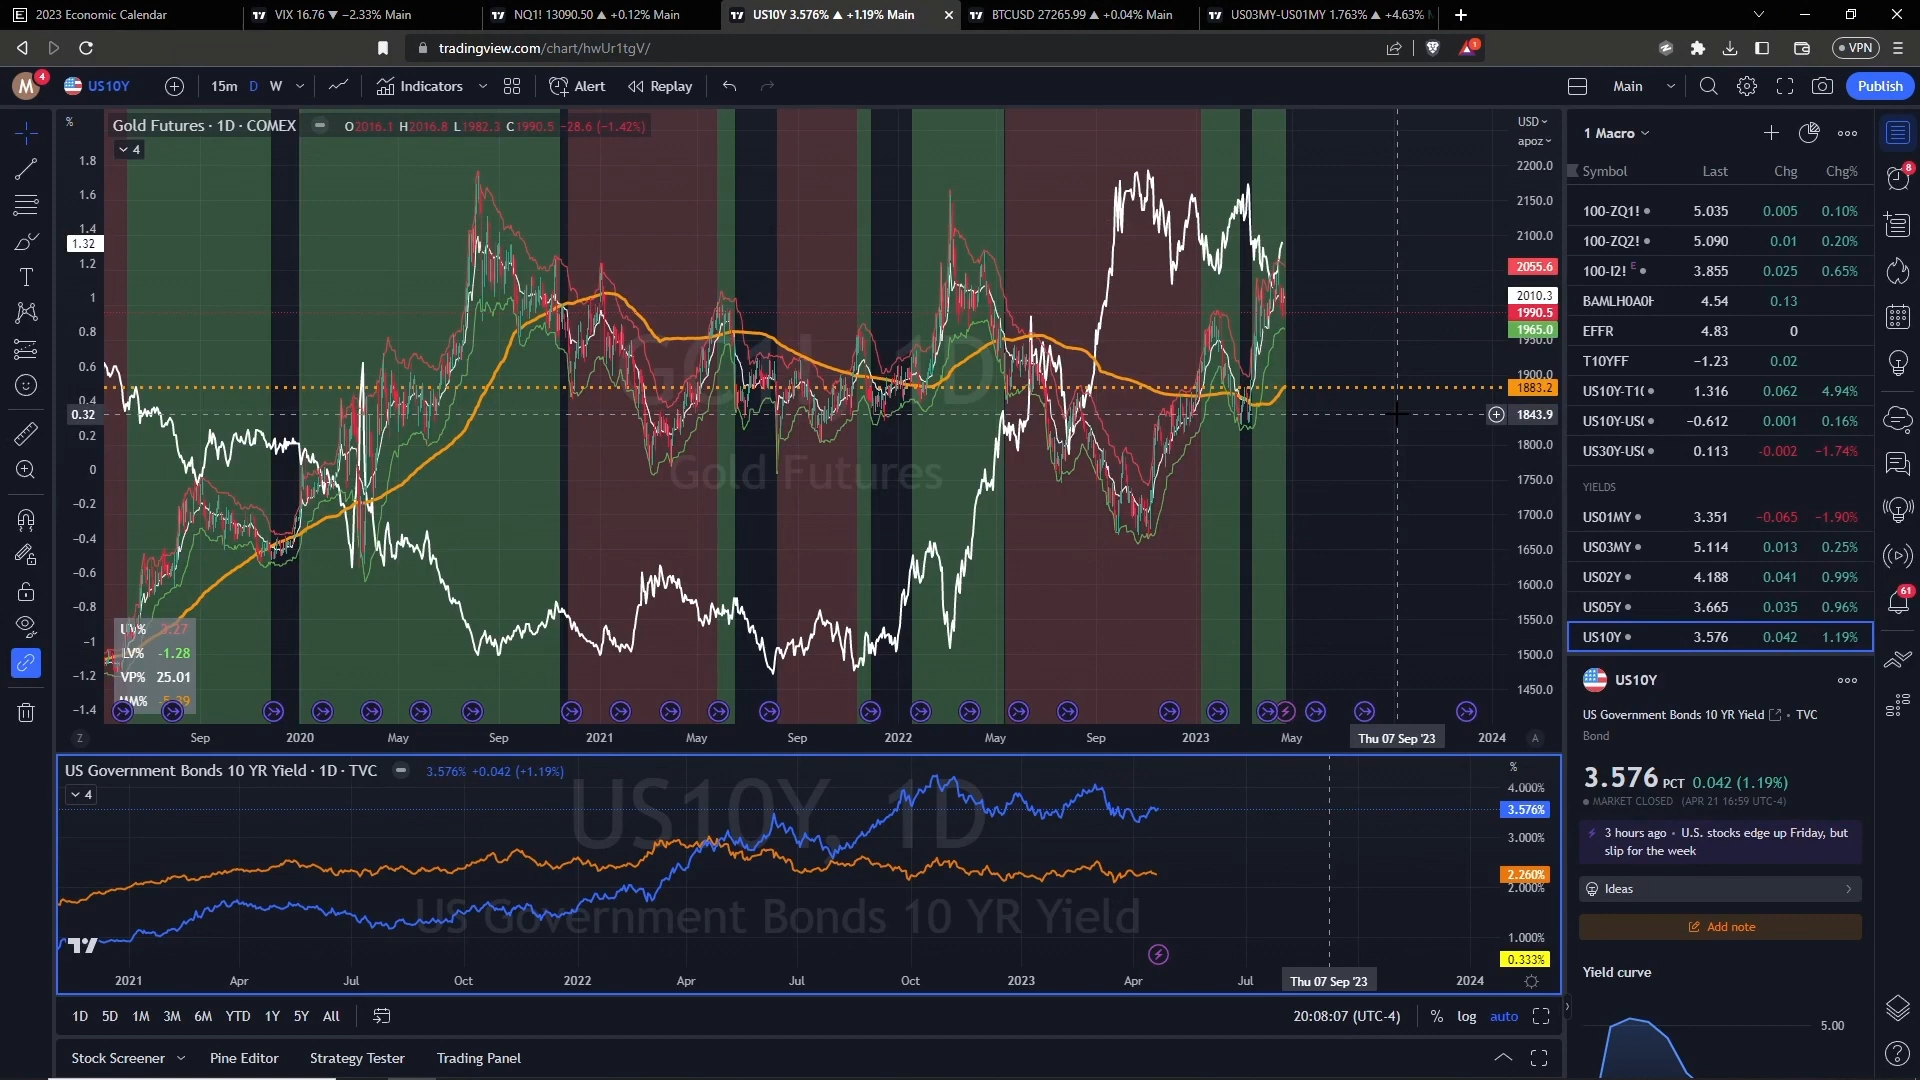 2023 Economic Calendar
VIX 16.76 ▼ −2.33% Main
NQ1! 13090.50 ▲ +0.12% Main
US10Y 3.576% ▲ +1.19% Main
BTCUSD 27265.99 ▲ +0.04% Main
US03MY-US01MY 1.763% ▲ +4.63%
tradingview.com/chart/hwUr1tgV/
1
VPN
M
4
US10Y
15m D W
Indicators
Alert
Replay
Main
Publish
%
Gold Futures · 1D · COMEX
O2016.1 H2016.8 L1982.3 C1990.5 −28.6 (−1.42%)
4
1.8
1.6
1.4
1.32
1.2
1
0.8
0.6
0.4
0.32
0.2
0
−0.2
−0.4
−0.6
−0.8
−1
−1.2
−1.4
Gold Futures
LV% -1.28
VP% 25.01
MM% -5.39
USD
apoz
2200.0
2150.0
2100.0
2055.6
2010.3
1990.5
1965.0
1950.0
1900.0
1883.2
1843.9
1800.0
1750.0
1700.0
1650.0
1600.0
1550.0
1500.0
1450.0
Z
Sep 2020 May Sep 2021 May Sep 2022 May Sep 2023 May Thu 07 Sep '23 2024
A
US Government Bonds 10 YR Yield · 1D · TVC
3.576% +0.042 (+1.19%)
4
US10Y, 1D
US Government Bonds 10 YR Yield
%
4.000%
3.576%
3.000%
2.260%
2.000%
1.000%
0.333%
2021 Apr Jul Oct 2022 Apr Jul Oct 2023 Apr Jul Thu 07 Sep '23 2024
1D 5D 1M 3M 6M YTD 1Y 5Y All
20:08:07 (UTC-4)
% log auto
Stock Screener
Pine Editor
Strategy Tester
Trading Panel
1 Macro
Symbol Last Chg Chg%
100-ZQ1! 5.035 0.005 0.10%
100-ZQ2! 5.090 0.01 0.20%
100-I2! E 3.855 0.025 0.65%
BAMLH0A0H 4.54 0.13
EFFR 4.83 0
T10YFF −1.23 0.02
US10Y-T1( 1.316 0.062 4.94%
US10Y-US( −0.612 0.001 0.16%
US30Y-US( 0.113 −0.002 −1.74%
YIELDS
US01MY 3.351 −0.065 −1.90%
US03MY 5.114 0.013 0.25%
US02Y 4.188 0.041 0.99%
US05Y 3.665 0.035 0.96%
US10Y 3.576 0.042 1.19%
US10Y
US Government Bonds 10 YR Yield • TVC
Bond
3.576 PCT 0.042 (1.19%)
MARKET CLOSED (APR 21 16:59 UTC-4)
3 hours ago • U.S. stocks edge up Friday, but
slip for the week
Ideas
Add note
Yield curve
5.00
8
61